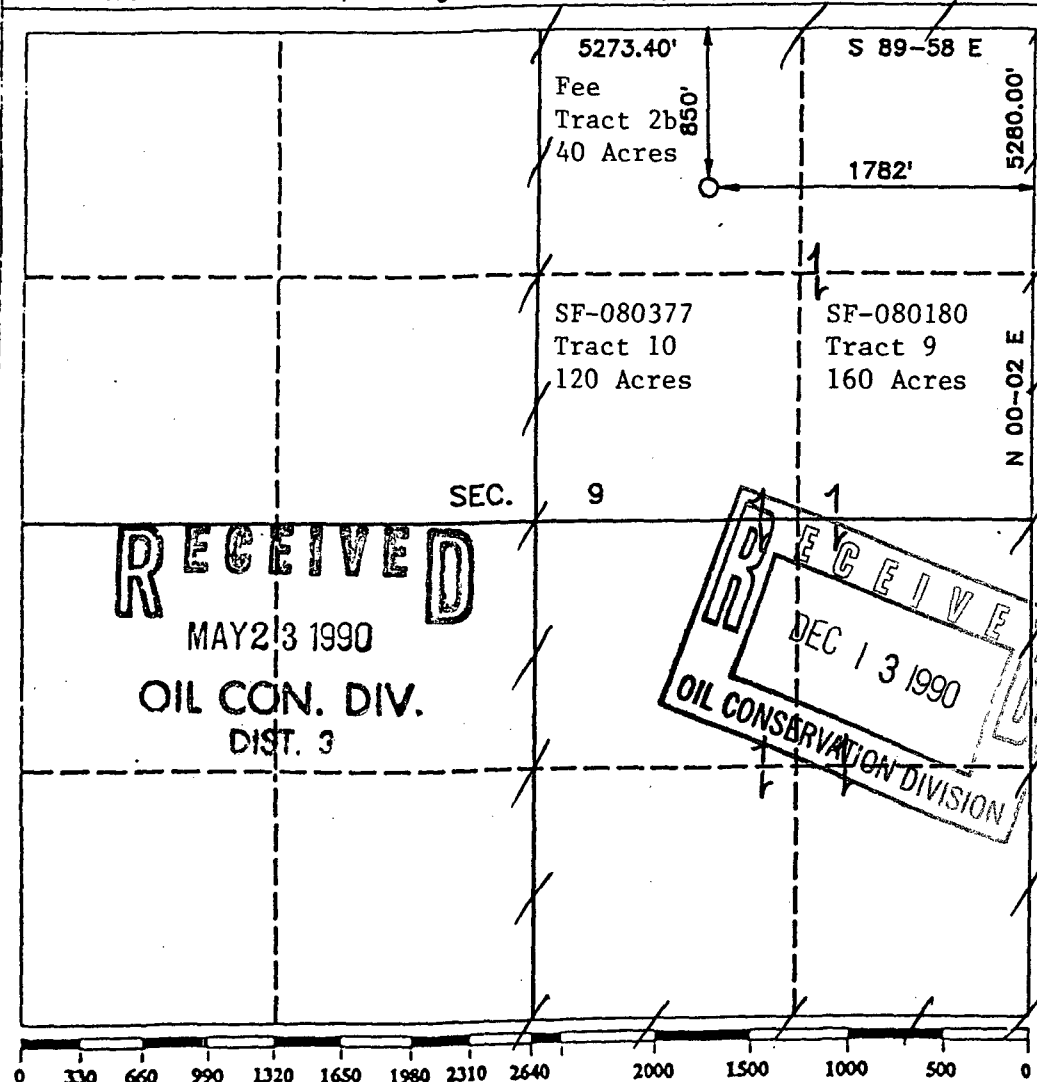 5273.40'
S 89-58 E
Fee
Tract 2b
40 Acres
850'
5280.00'
1782'
SF-080377
Tract 10
120 Acres
SF-080180
Tract 9
160 Acres
N 00-02 E
SEC. 9
RECEIVED
MAY 23 1990
OIL CON. DIV.
DIST. 3
RECEIVED
DEC 13 1990
OIL CONSERVATION DIVISION
0 330 660 990 1320 1650 1980 2310 2640 2000 1500 1000 500 0